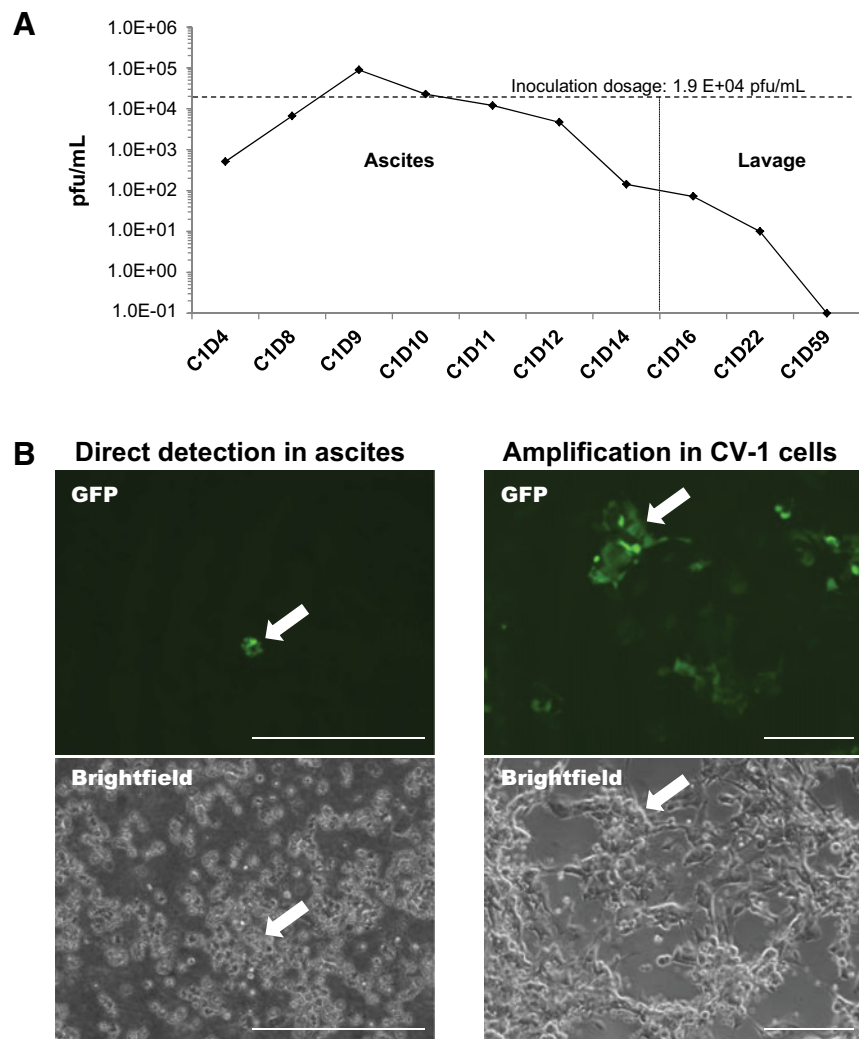 A
pfu/mL
1.0E+06
1.0E+05
1.0E+04
1.0E+03
1.0E+02
1.0E+01
1.0E+00
1.0E-01
Inoculation dosage: 1.9 E+04 pfu/mL
Ascites
Lavage
C1D4
C1D8
C1D9
C1D10
C1D11
C1D12
C1D14
C1D16
C1D22
C1D59
B
Direct detection in ascites
Amplification in CV-1 cells
GFP
GFP
Brightfield
Brightfield